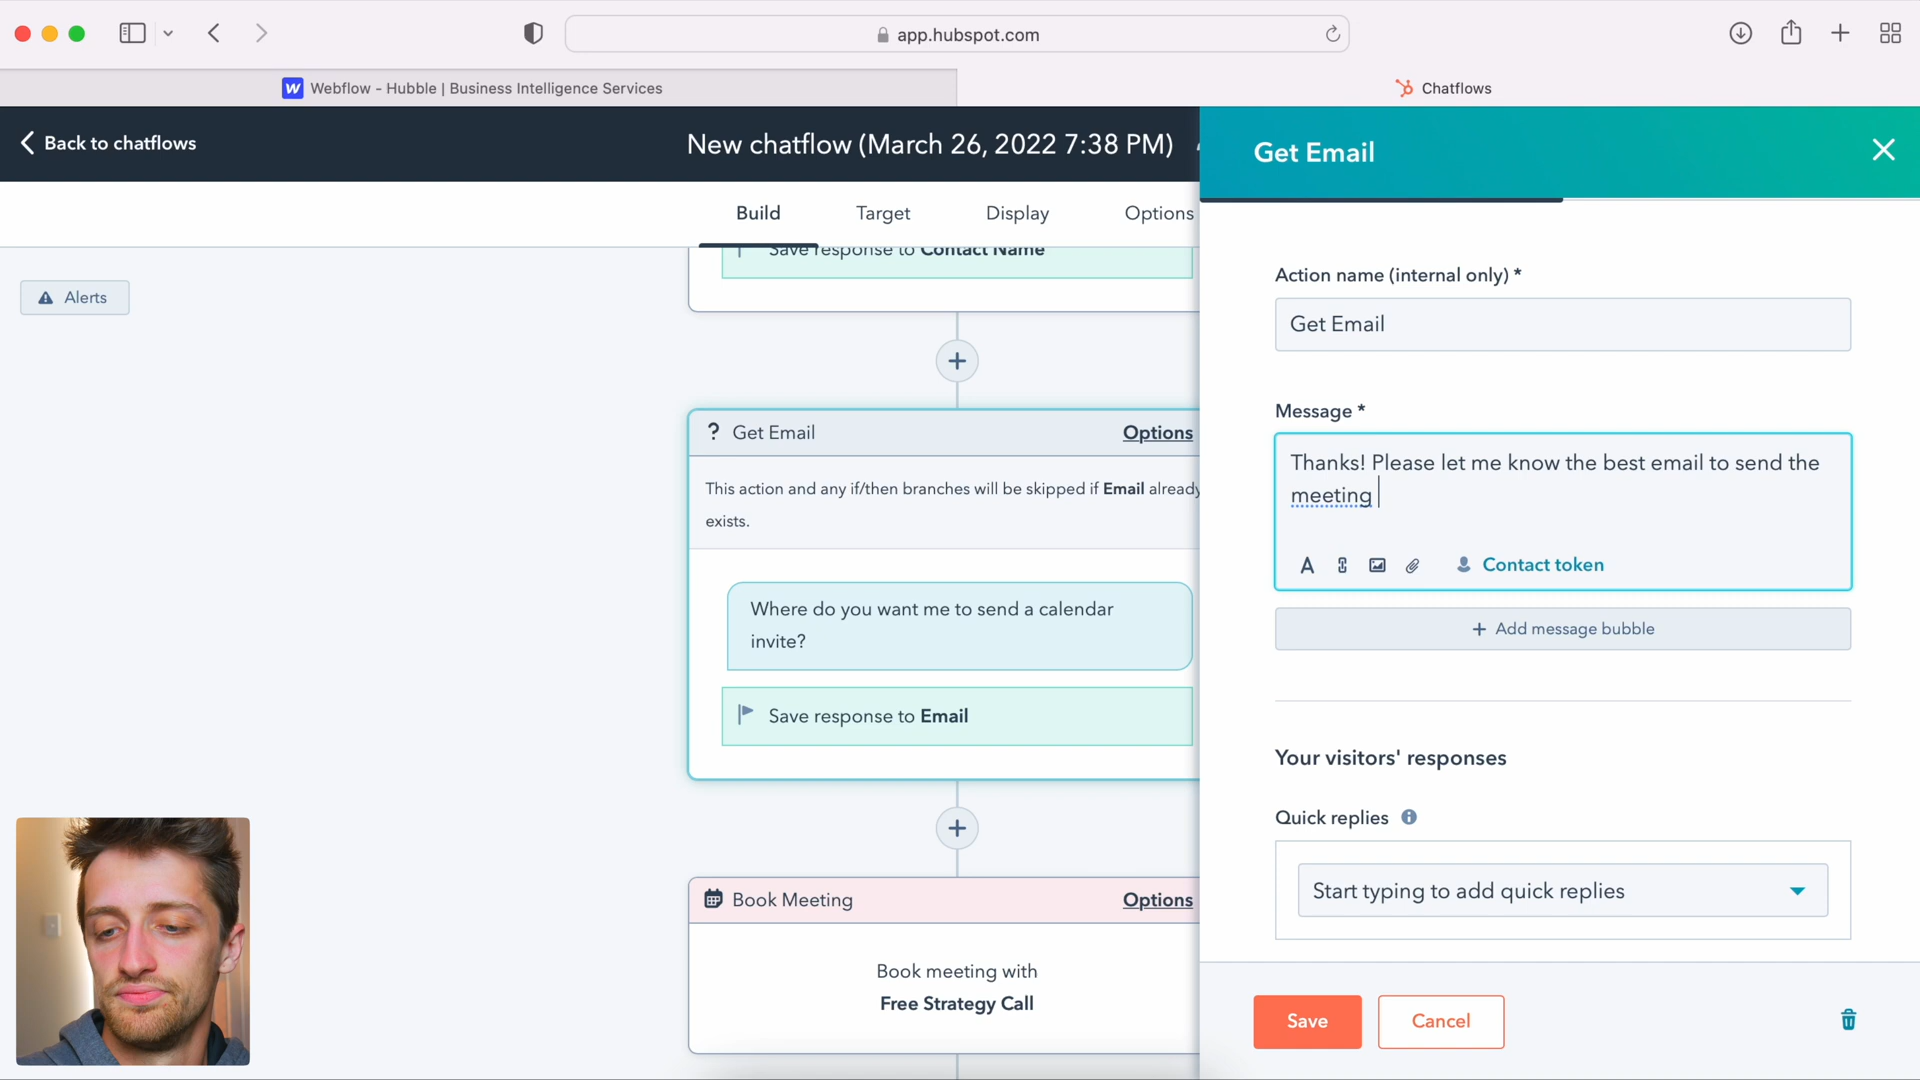 app.hubspot.com
Webflow - Hubble | Business Intelligence Services
Chatflows
Back to chatflows
New chatflow (March 26, 2022 7:38 PM)
Get Email
Build
Target
Display
Options
Save response to Contact Name
Alerts
? Get Email
Options
This action and any if/then branches will be skipped if Email already
exists.
Where do you want me to send a calendar
invite?
Save response to Email
Book Meeting
Options
Book meeting with
Free Strategy Call
Action name (internal only) *
Get Email
Message *
Thanks! Please let me know the best email to send the
meeting
Contact token
+ Add message bubble
Your visitors' responses
Quick replies
Start typing to add quick replies
Save
Cancel